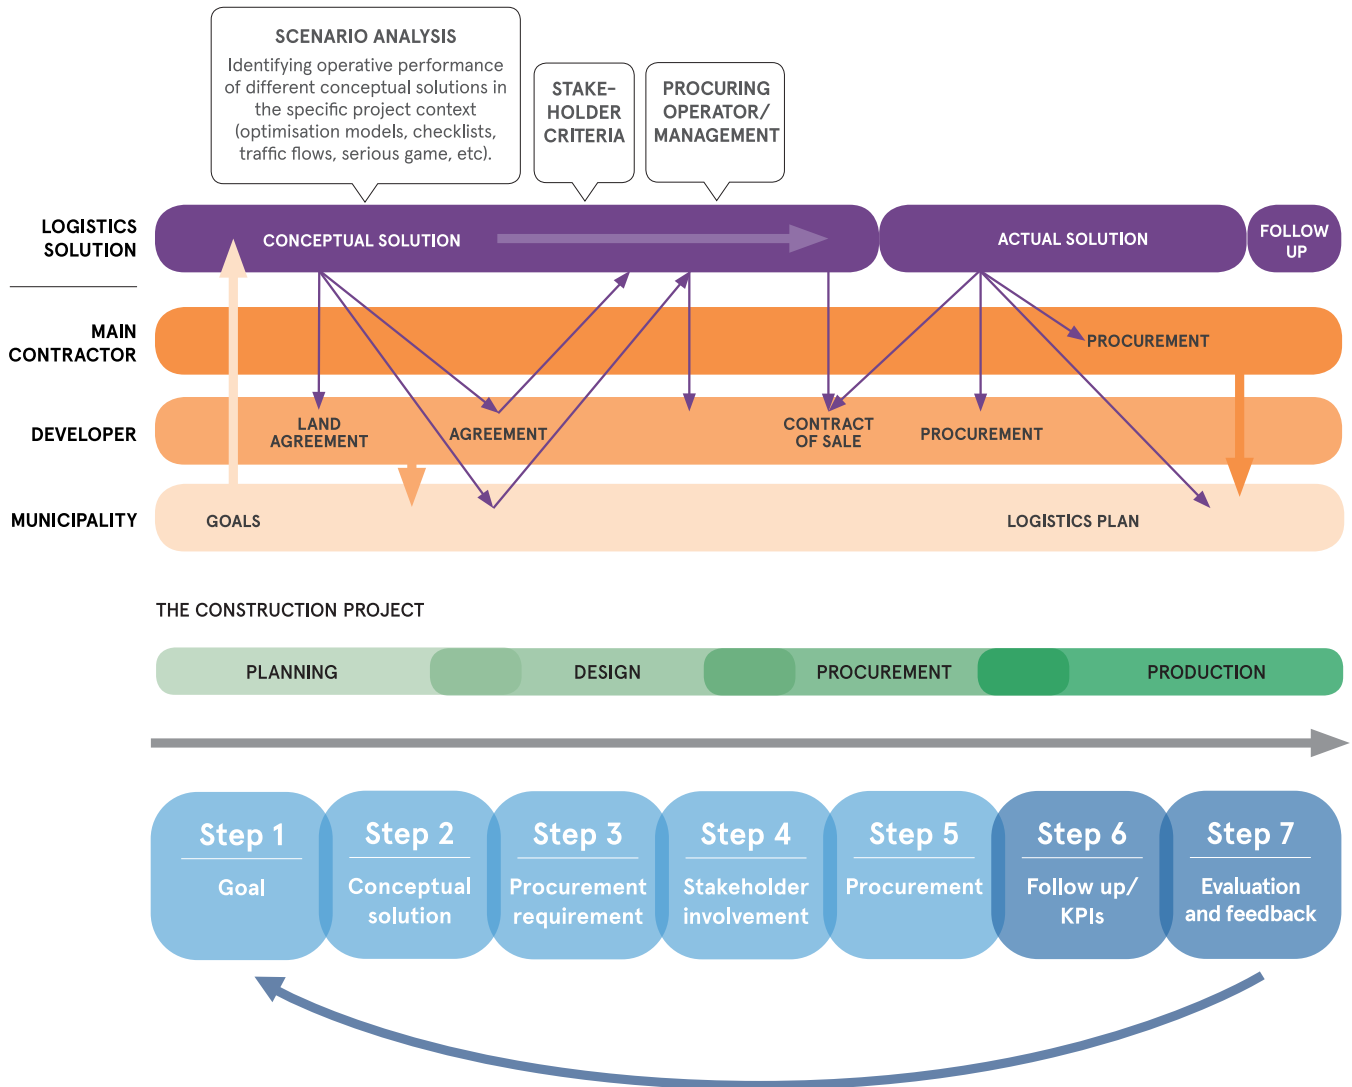 SCENARIO ANALYSIS
Identifying operative performance
of different conceptual solutions in
the specific project context
(optimisation models, checklists,
traffic flows, serious game, etc).
STAKE-
HOLDER
CRITERIA
PROCURING
OPERATOR/
MANAGEMENT
LOGISTICS
SOLUTION
CONCEPTUAL SOLUTION
ACTUAL SOLUTION
FOLLOW
UP
MAIN
CONTRACTOR
PROCUREMENT
DEVELOPER
LAND
AGREEMENT
AGREEMENT
CONTRACT
OF SALE
PROCUREMENT
MUNICIPALITY
GOALS
LOGISTICS PLAN
THE CONSTRUCTION PROJECT
PLANNING
DESIGN
PROCUREMENT
PRODUCTION
Step 1
Goal
Step 2
Conceptual
solution
Step 3
Procurement
requirement
Step 4
Stakeholder
involvement
Step 5
Procurement
Step 6
Follow up/
KPIs
Step 7
Evaluation
and feedback